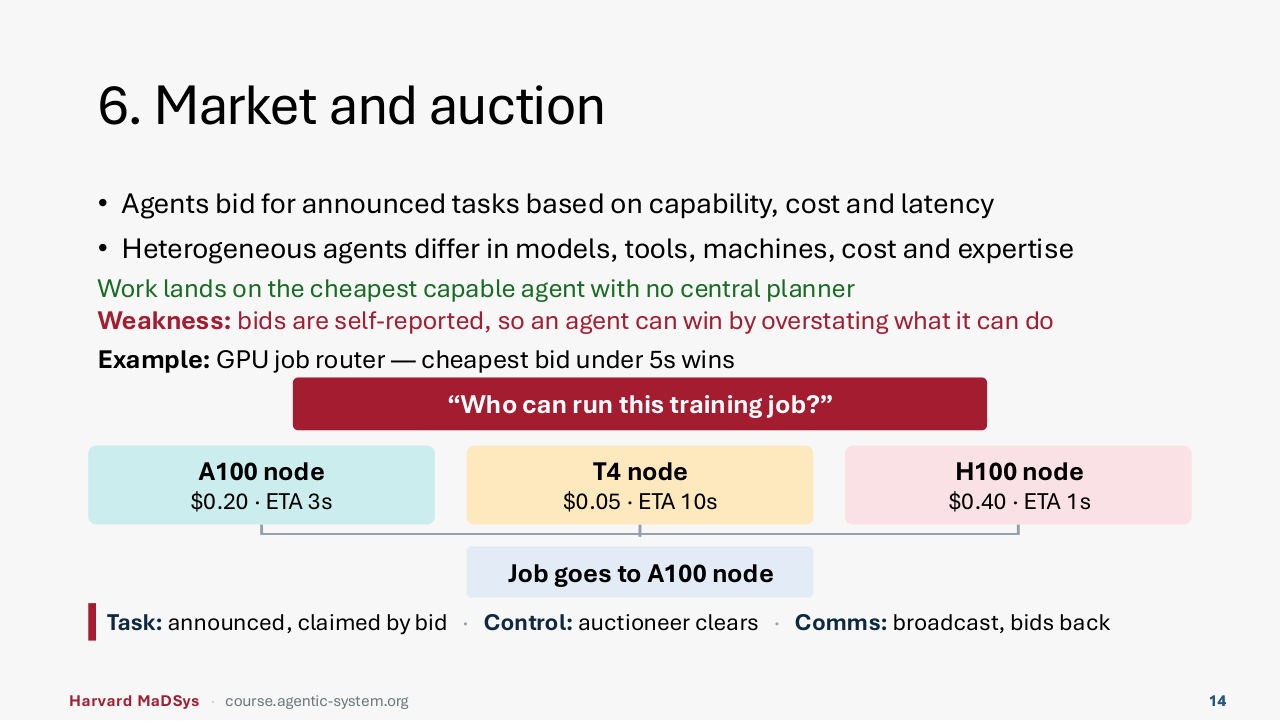 6. Market and auction
• Agents bid for announced tasks based on capability, cost and latency
• Heterogeneous agents differ in models, tools, machines, cost and expertise
Work lands on the cheapest capable agent with no central planner
Weakness: bids are self-reported, so an agent can win by overstating what it can do
Example: GPU job router — cheapest bid under 5s wins
“Who can run this training job?”
A100 node
$0.20 · ETA 3s
T4 node
$0.05 · ETA 10s
H100 node
$0.40 · ETA 1s
Job goes to A100 node
Task: announced, claimed by bid · Control: auctioneer clears · Comms: broadcast, bids back
Harvard MaDSys · course.agentic-system.org
14